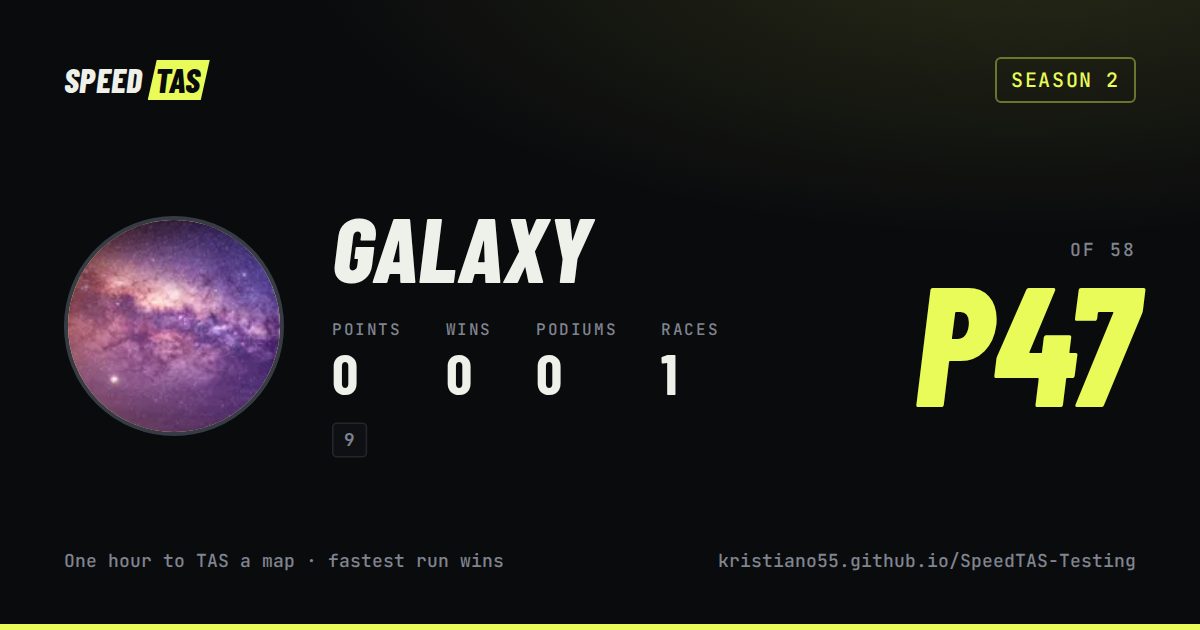 SPEED TAS
SEASON 2
GALAXY
OF 58
P47
POINTS WINS PODIUMS RACES
0 0 0 1
9
One hour to TAS a map · fastest run wins
kristiano55.github.io/SpeedTAS-Testing